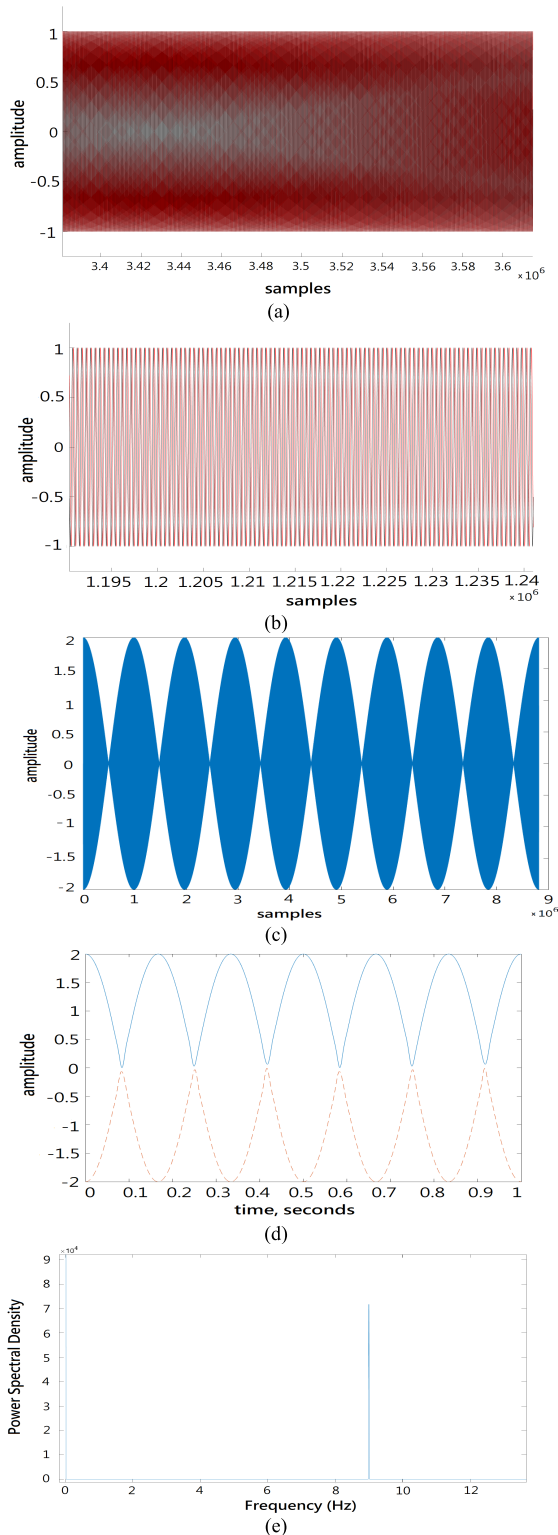 1
0.5
0
-0.5
-1
amplitude
3.4 3.42 3.44 3.46 3.48 3.5 3.52 3.54 3.56 3.58 3.6
× 10 6
samples
(a)
1
0.5
0
-0.5
-1
amplitude
1.195 1.2 1.205 1.21 1.215 1.22 1.225 1.23 1.235 1.24
× 10 6
samples
(b)
2
1.5
1
0.5
0
-0.5
-1
-1.5
-2
amplitude
0 1 2 3 4 5 6 7 8 9
× 10 6
samples
(c)
2
1.5
1
0.5
0
-0.5
-1
-1.5
-2
amplitude
0 0.1 0.2 0.3 0.4 0.5 0.6 0.7 0.8 0.9 1
time, seconds
(d)
× 10 4
9
8
7
6
5
4
3
2
1
0
Power Spectral Density
0 2 4 6 8 10 12
Frequency (Hz)
(e)